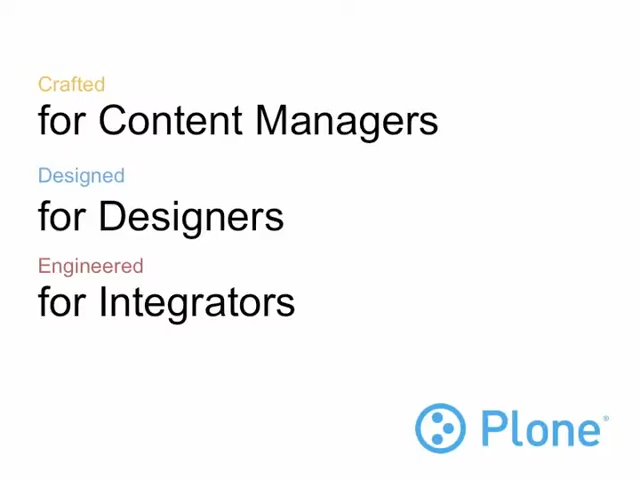 Crafted
for Content Managers
Designed
for Designers
Engineered
for Integrators
Plone®